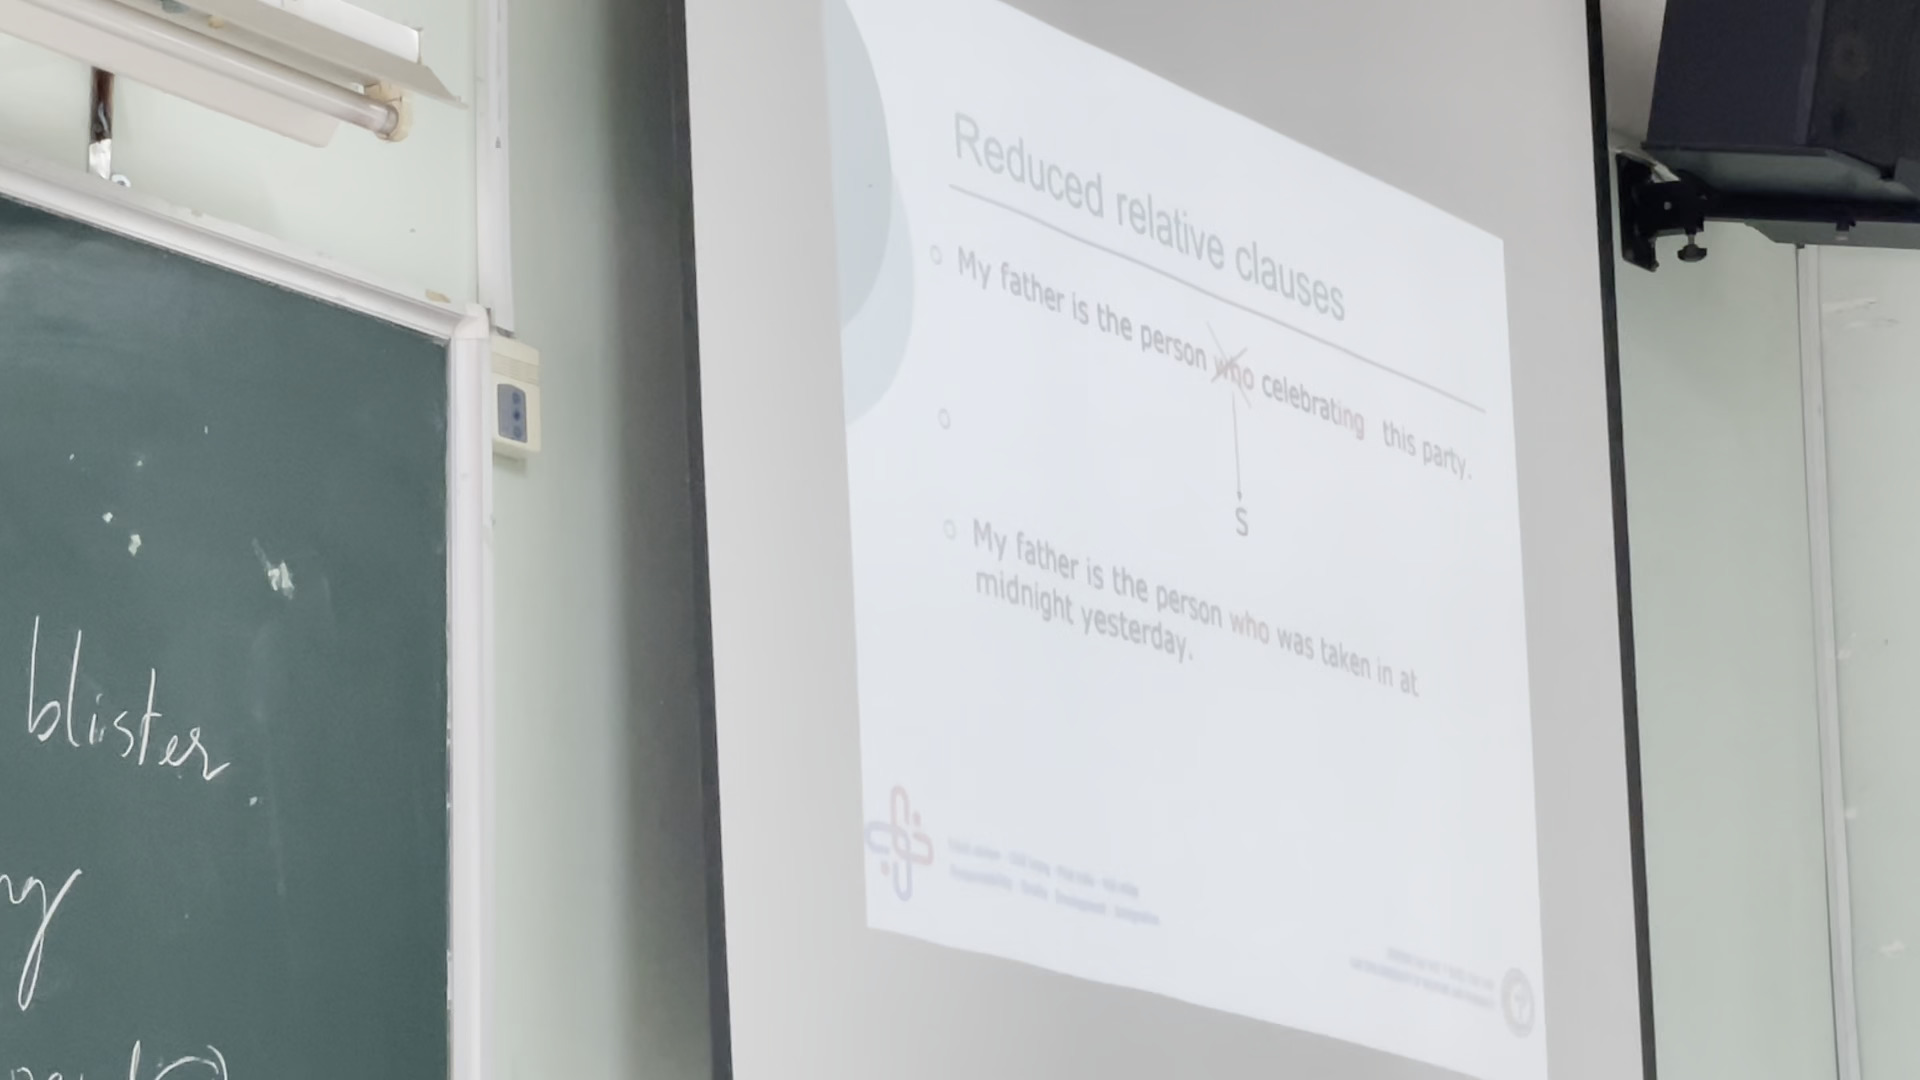 Reduced relative clauses
My father is the person who celebrating this party.
S
My father is the person who was taken in at
midnight yesterday.
blister